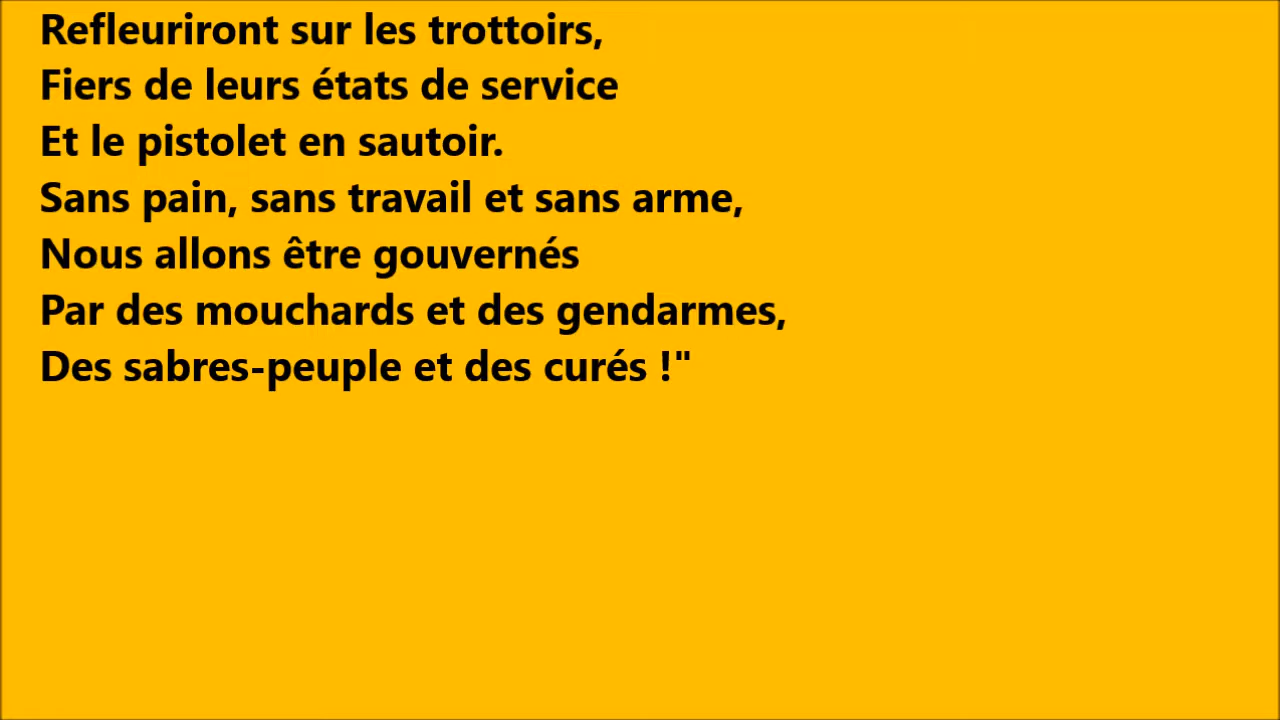 Refleuriront sur les trottoirs,
Fiers de leurs états de service
Et le pistolet en sautoir.
Sans pain, sans travail et sans arme,
Nous allons être gouvernés
Par des mouchards et des gendarmes,
Des sabres-peuple et des curés !"